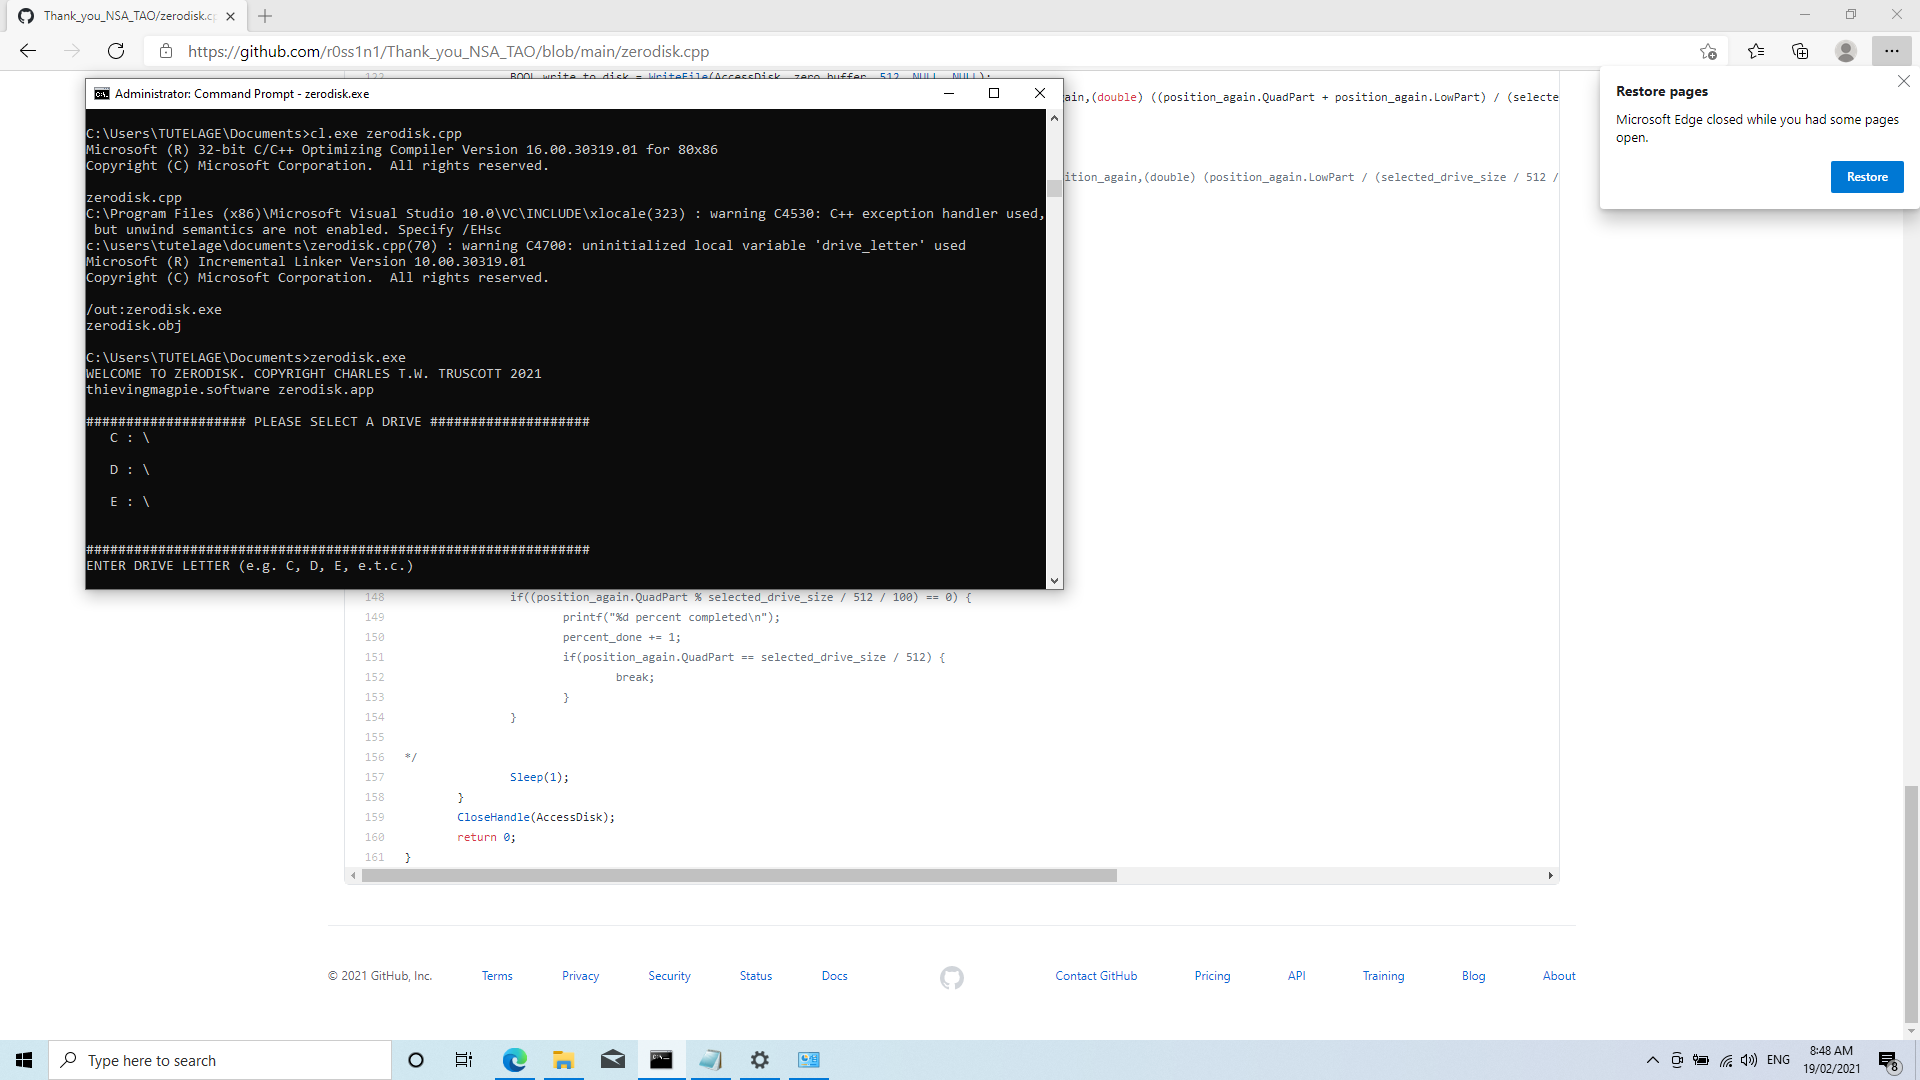 Thank_you_NSA_TAO/zerodisk.cp
https://github.com/r0ss1n1/Thank_you_NSA_TAO/blob/main/zerodisk.cpp
123 BOOL write_to_disk = WriteFile(AccessDisk, zero_buffer, 512, NULL, NULL);
Administrator: Command Prompt - zerodisk.exe
ain,(double) ((position_again.QuadPart + position_again.LowPart) / (selecte
ition_again,(double) (position_again.LowPart / (selected_drive_size / 512 /
Restore pages
Microsoft Edge closed while you had some pages
open.
Restore
C:\Users\TUTELAGE\Documents>cl.exe zerodisk.cpp
Microsoft (R) 32-bit C/C++ Optimizing Compiler Version 16.00.30319.01 for 80x86
Copyright (C) Microsoft Corporation.  All rights reserved.
zerodisk.cpp
C:\Program Files (x86)\Microsoft Visual Studio 10.0\VC\INCLUDE\xlocale(323) : warning C4530: C++ exception handler used,
but unwind semantics are not enabled. Specify /EHsc
c:\users\tutelage\documents\zerodisk.cpp(70) : warning C4700: uninitialized local variable 'drive_letter' used
Microsoft (R) Incremental Linker Version 10.00.30319.01
Copyright (C) Microsoft Corporation.  All rights reserved.
/out:zerodisk.exe
zerodisk.obj
C:\Users\TUTELAGE\Documents>zerodisk.exe
WELCOME TO ZERODISK. COPYRIGHT CHARLES T.W. TRUSCOTT 2021
thievingmagpie.software zerodisk.app
#################### PLEASE SELECT A DRIVE ####################
C : \
D : \
E : \
###############################################################
ENTER DRIVE LETTER (e.g. C, D, E, e.t.c.)
148 if((position_again.QuadPart % selected_drive_size / 512 / 100) == 0) {
149 printf("%d percent completed\n");
150 percent_done += 1;
151 if(position_again.QuadPart == selected_drive_size / 512) {
152 break;
153 }
154 }
155
156 */
157 Sleep(1);
158 }
159 CloseHandle(AccessDisk);
160 return 0;
161 }
© 2021 GitHub, Inc. Terms Privacy Security Status Docs Contact GitHub Pricing API Training Blog About
Type here to search
ENG
8:48 AM
19/02/2021
8